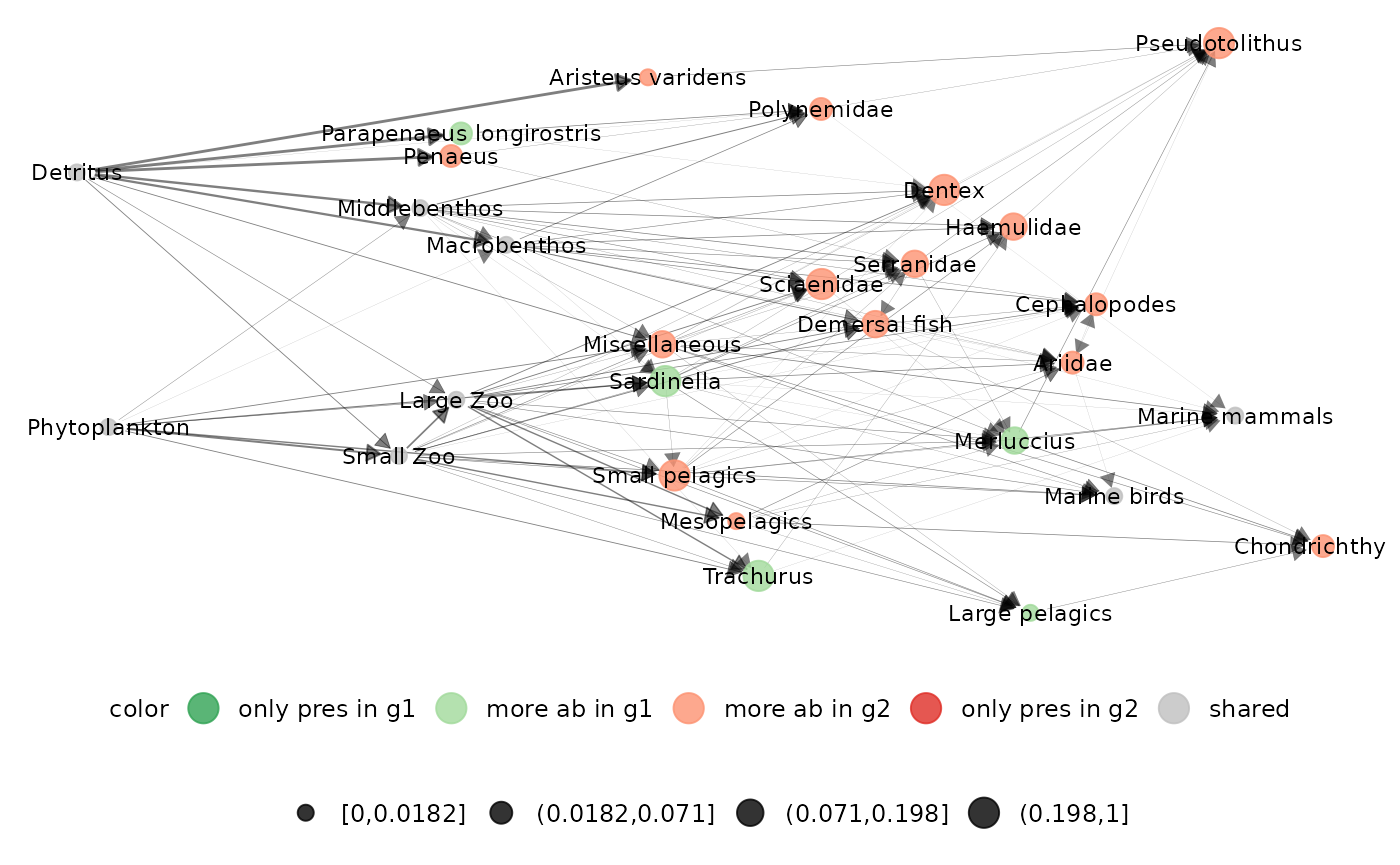 Pseudotolithus
Aristeus varidens
Polynemidae
Parapenaeus longirostris
Penaeus
Detritus
Dentex
Middlebenthos
Haemulidae
Macrobenthos
Serranidae
Sciaenidae
Cephalopodes
Demersal fish
Miscellaneous
Ariidae
Sardinella
Large Zoo
Marine mammals
Phytoplankton
Merluccius
Small Zoo
Small pelagics
Marine birds
Mesopelagics
Chondrichthy
Trachurus
Large pelagics
color only pres in g1 more ab in g1 more ab in g2 only pres in g2 shared
[0,0.0182] (0.0182,0.071] (0.071,0.198] (0.198,1]